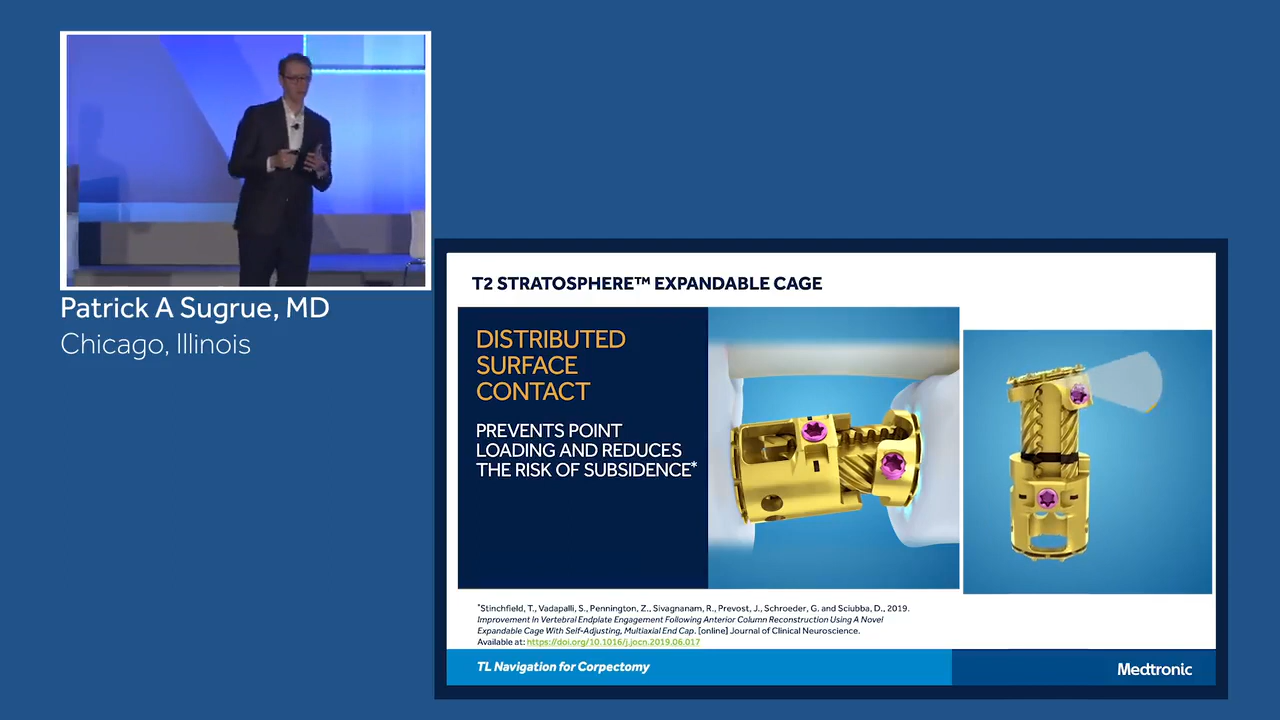 Patrick A Sugrue, MD
Chicago, Illinois
T2 STRATOSPHERE™ EXPANDABLE CAGE
DISTRIBUTED
SURFACE
CONTACT
PREVENTS POINT
LOADING AND REDUCES
THE RISK OF SUBSIDENCE*
*Stinchfield, T., Vadapalli, S., Pennington, Z., Sivagnanam, R., Prevost, J., Schroeder, G. and Sciubba, D., 2019.
Improvement In Vertebral Endplate Engagement Following Anterior Column Reconstruction Using A Novel
Expandable Cage With Self-Adjusting, Multiaxial End Cap. [online] Journal of Clinical Neuroscience.
Available at: https://doi.org/10.1016/j.jocn.2019.06.017
TL Navigation for Corpectomy
Medtronic